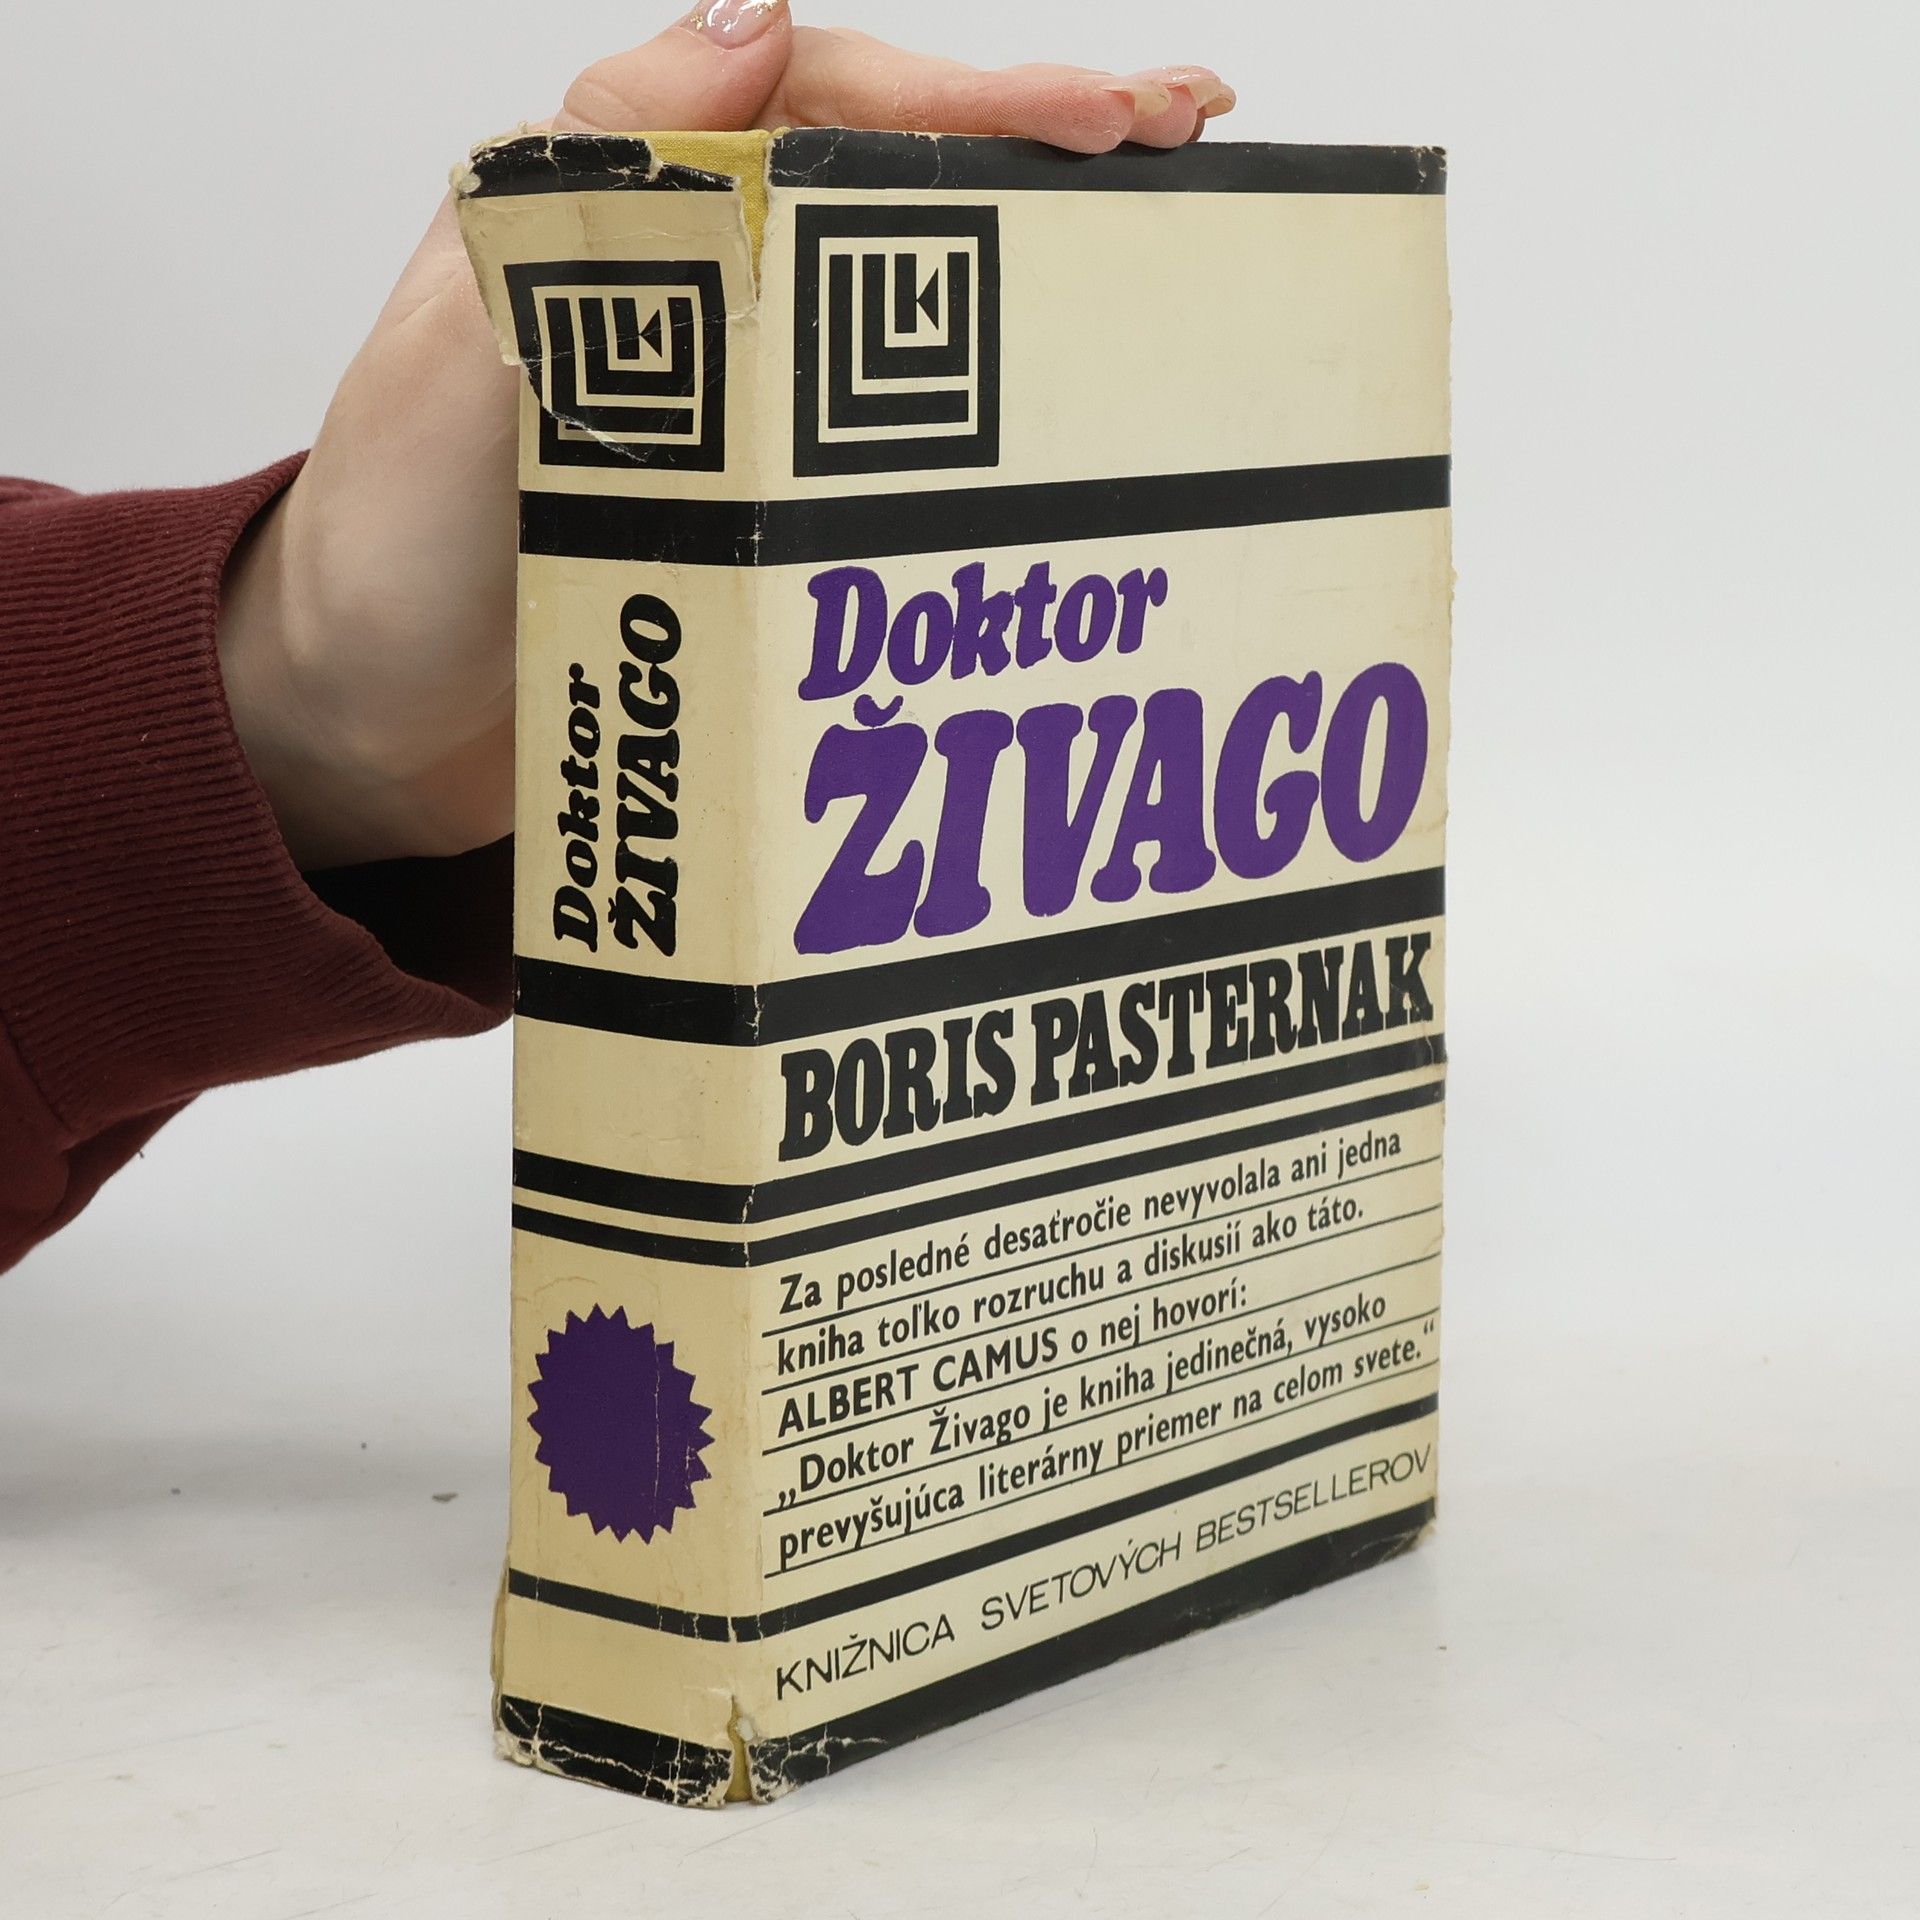 Doktor
ŽIVAGO
Doktor
ŽIVAGO
BORIS PASTERNAK
Za posledné desaťročie nevyvolala ani jedna
kniha toľko rozruchu a diskusií ako táto.
ALBERT CAMUS o nej hovorí:
„Doktor Živago je kniha jedinečná, vysoko
prevyšujúca literárny priemer na celom svete.“
KNIŽNICA SVETOVÝCH BESTSELLEROV